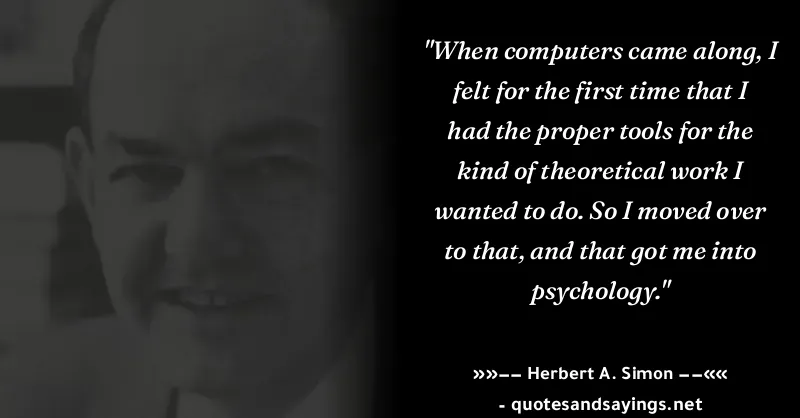 "When computers came along, I
felt for the first time that I
had the proper tools for the
kind of theoretical work I
wanted to do. So I moved over
to that, and that got me into
psychology."
»»−− Herbert A. Simon −−««
- quotesandsayings.net